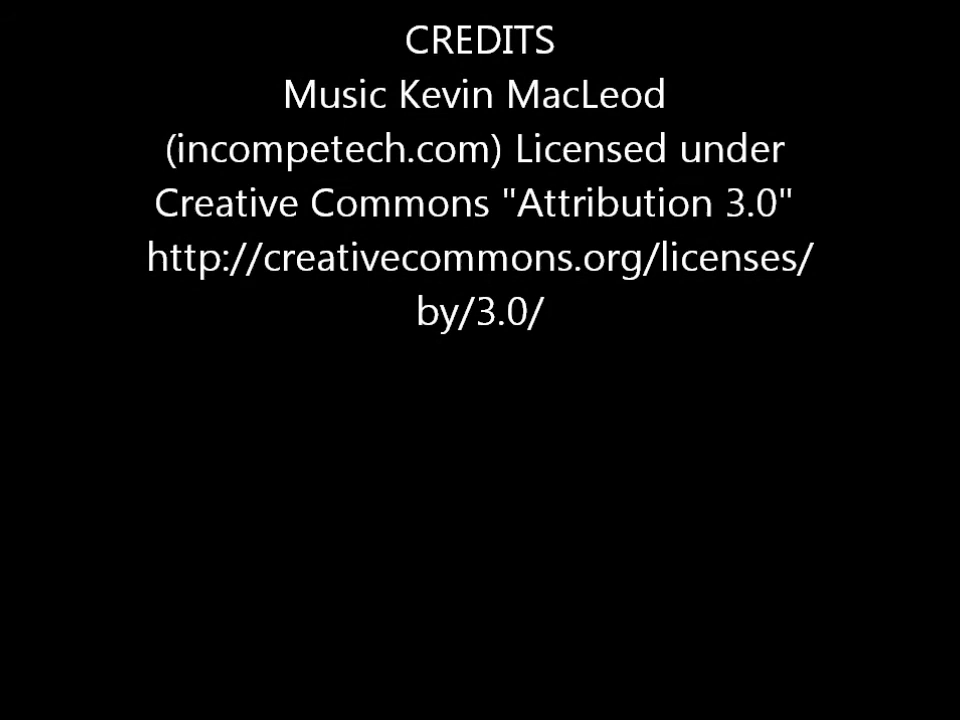 CREDITS
Music Kevin MacLeod
(incompetech.com) Licensed under
Creative Commons "Attribution 3.0"
http://creativecommons.org/licenses/
by/3.0/